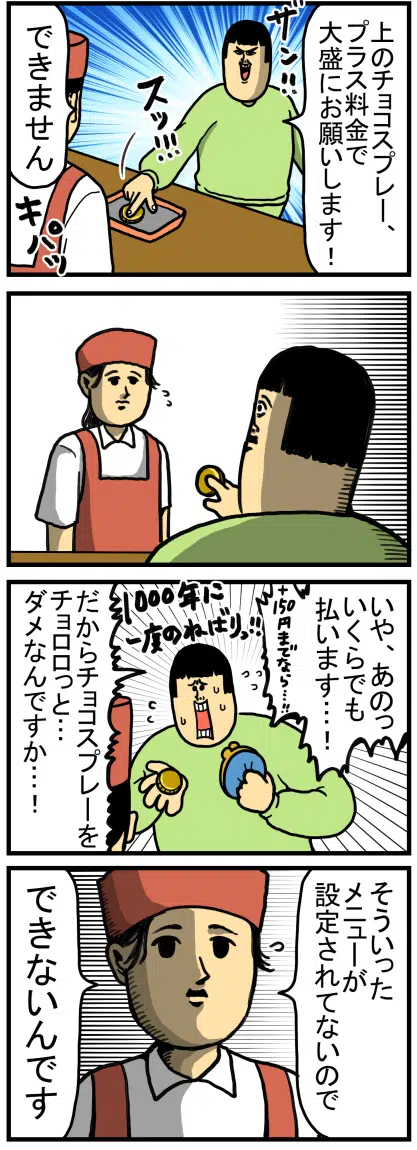 上のチョコスプレー、
プラス料金で
大盛にお願いします！
ザン!!
スッ!!!
できません
キパッ
いや、あのっ
いくらでも
払います…！
+150
円までなら…!!
1000年に
一度のねばりっ!!
だからチョコスプレーを
チョロロっと…
ダメなんですか…！
そういった
メニューが
設定されてないので
できないんです